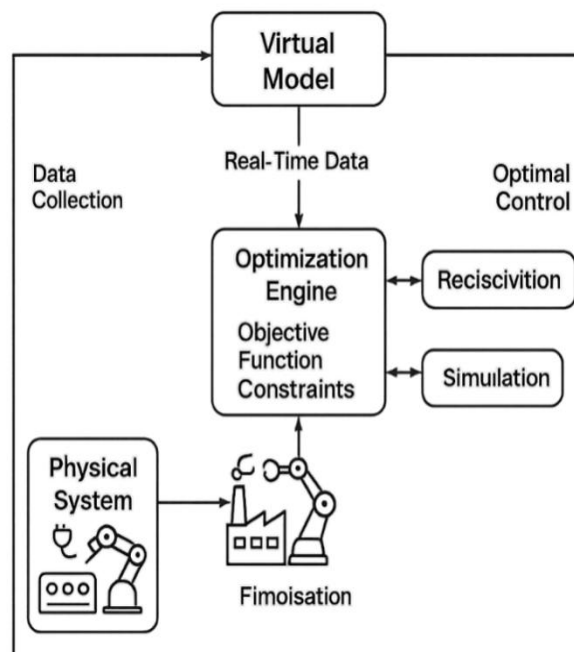 Virtual
Model
Data
Collection
Real-Time Data
Optimal
Control
Optimization
Engine
Objective
Function
Constraints
Reciscivition
Simulation
Physical
System
Fimoisation